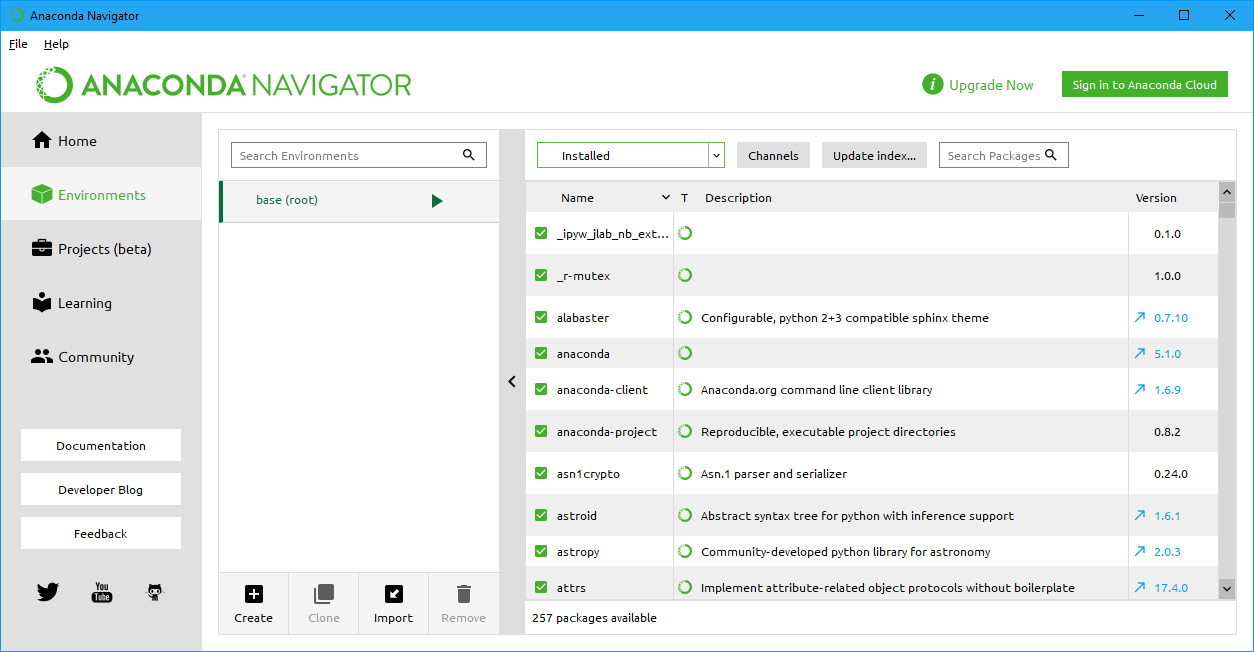 Anaconda Navigator
File Help
ANACONDA NAVIGATOR
i Upgrade Now Sign in to Anaconda Cloud
Home
Environments
Projects (beta)
Learning
Community
Documentation
Developer Blog
Feedback
You Tube
Search Environments
base (root)
Create Clone Import Remove
Installed Channels Update index... Search Packages
Name T Description Version
_ipyw_jlab_nb_ext... 0.1.0
_r-mutex 1.0.0
alabaster Configurable, python 2+3 compatible sphinx theme 0.7.10
anaconda 5.1.0
anaconda-client Anaconda.org command line client library 1.6.9
anaconda-project Reproducible, executable project directories 0.8.2
asn1crypto Asn.1 parser and serializer 0.24.0
astroid Abstract syntax tree for python with inference support 1.6.1
astropy Community-developed python library for astronomy 2.0.3
attrs Implement attribute-related object protocols without boilerplate 17.4.0
257 packages available